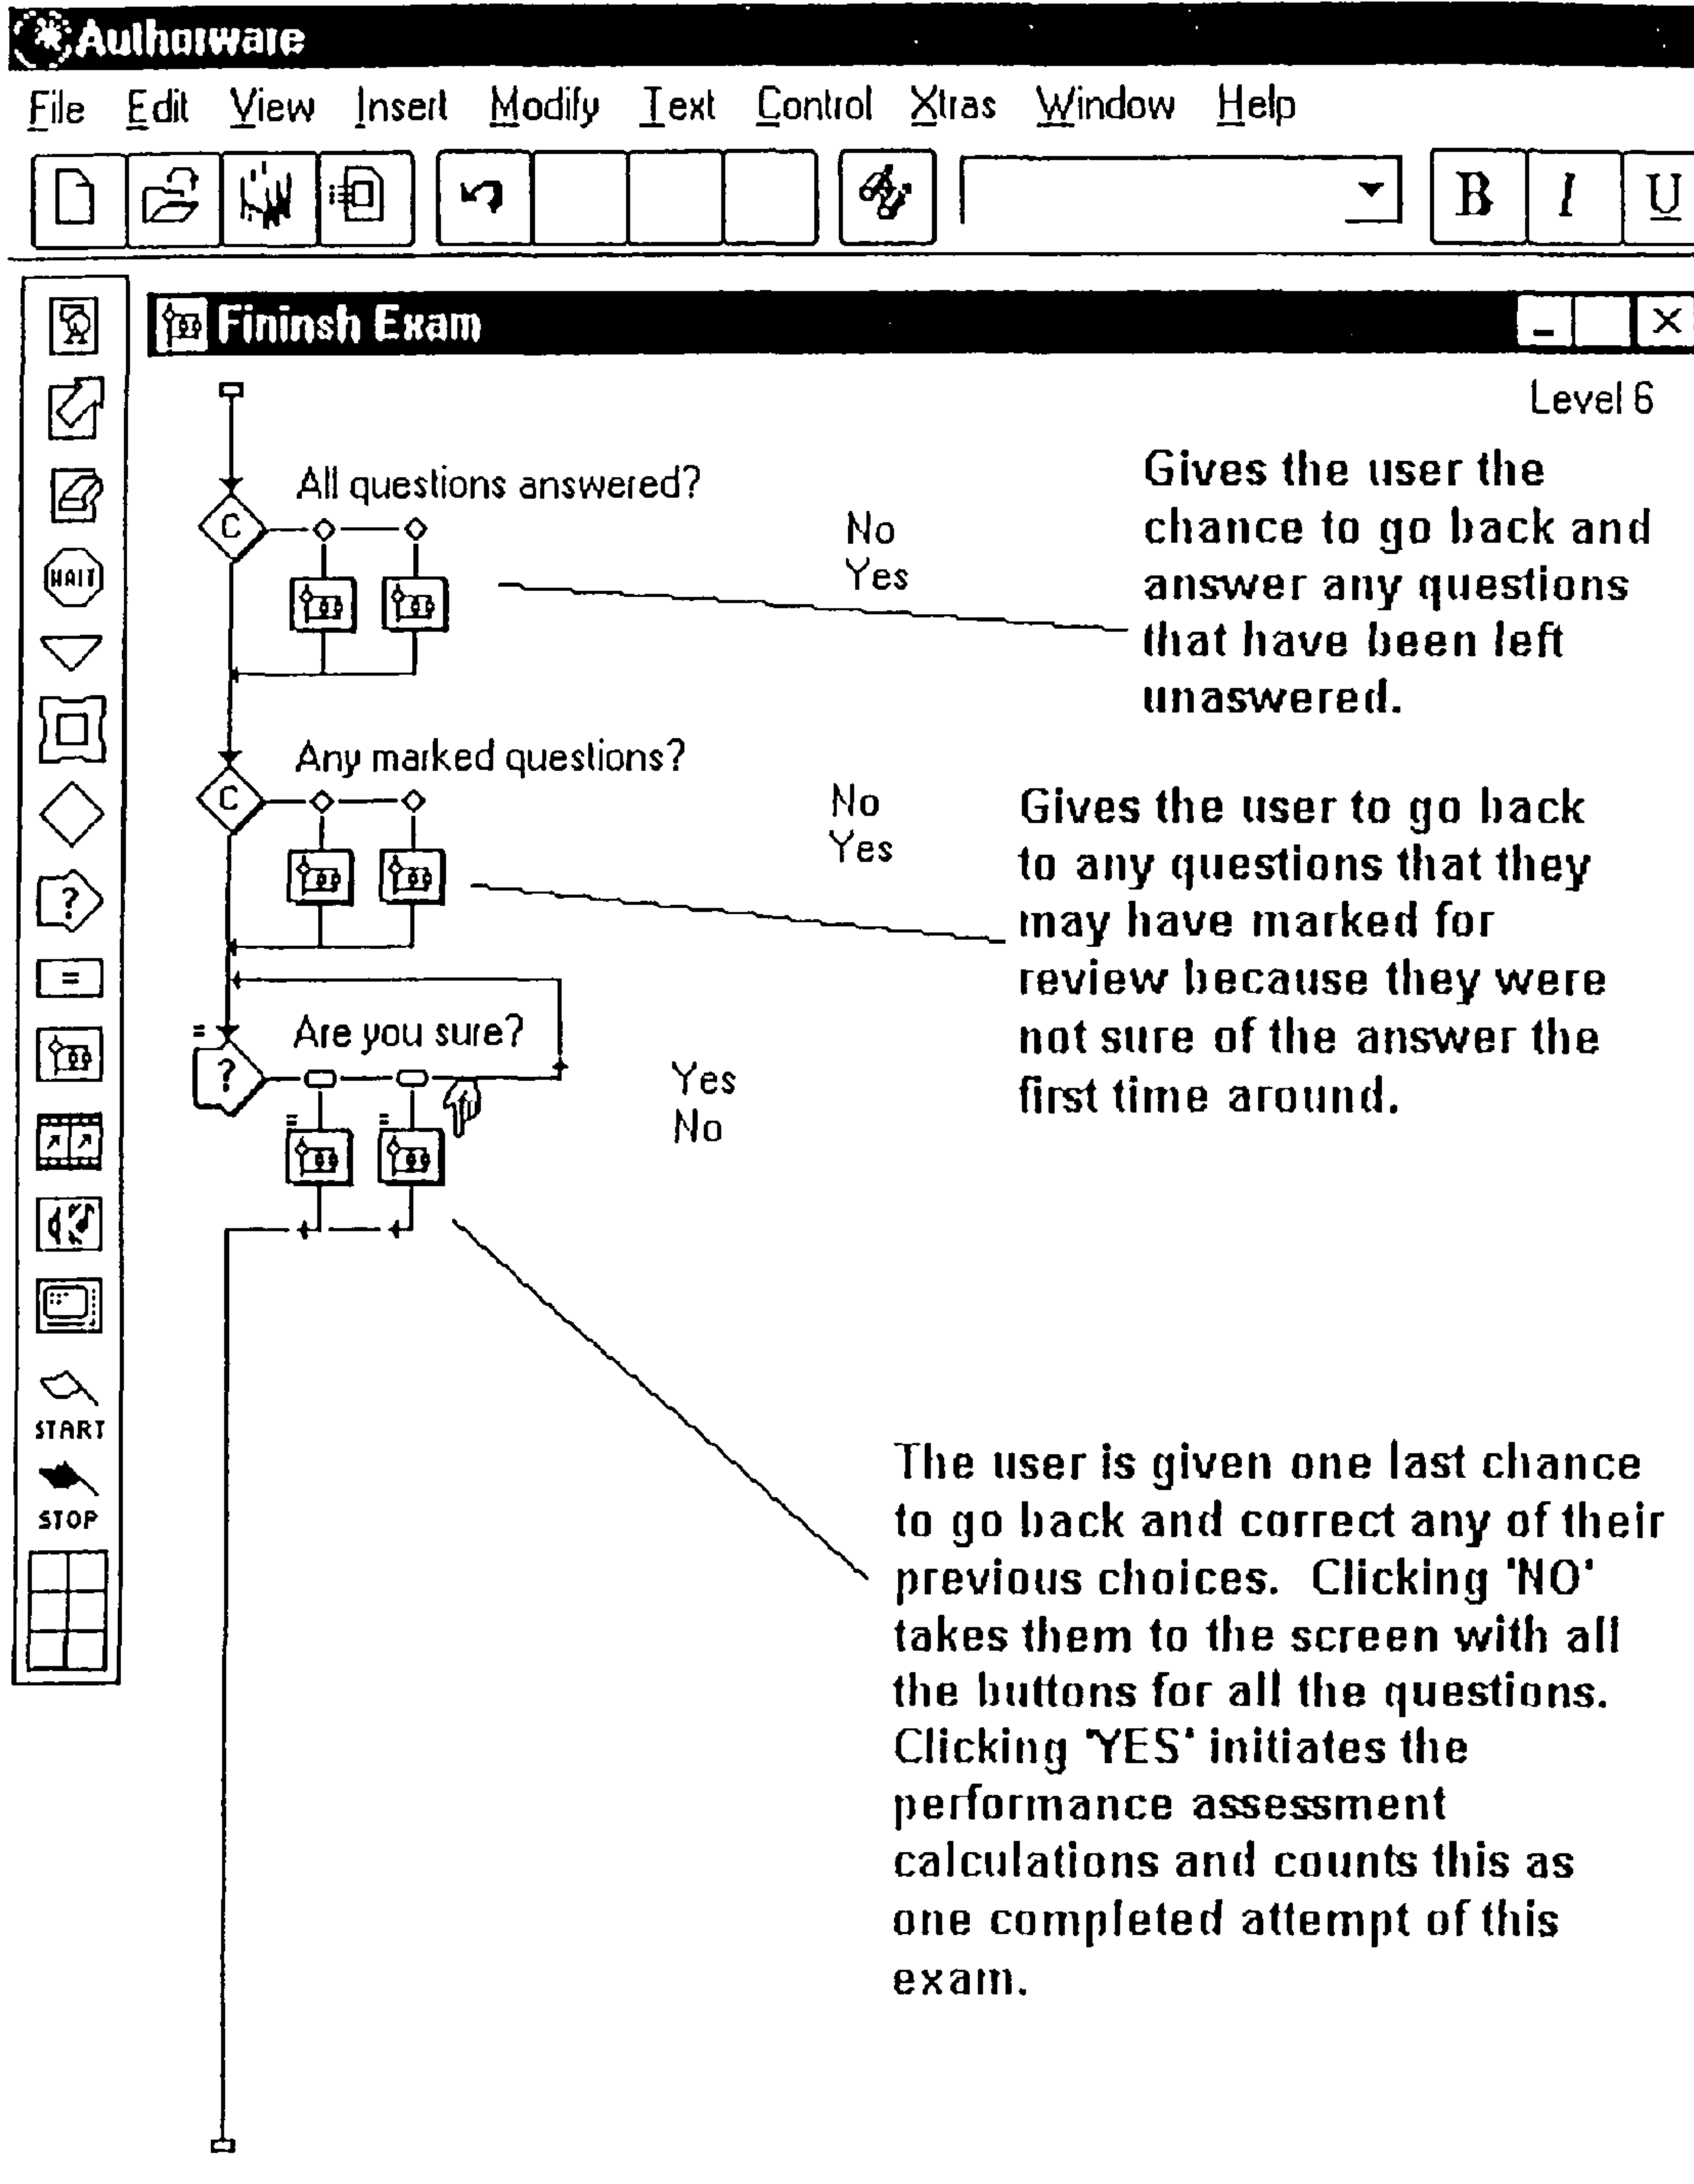 Authorware
File Edit View Insert Modify Text Control Xtras Window Help
B I U
Fininsh Exam
Level 6
All questions answered?
No
Yes
Gives the user the
chance to go back and
answer any questions
that have been left
unaswered.
C
WAIT
Any marked questions?
No
Yes
C
Gives the user to go back
to any questions that they
may have marked for
review because they were
not sure of the answer the
first time around.
?
=
= Are you sure?
?
Yes
No
= =
START
STOP
The user is given one last chance
to go back and correct any of their
previous choices.  Clicking 'NO'
takes them to the screen with all
the buttons for all the questions.
Clicking 'YES' initiates the
performance assessment
calculations and counts this as
one completed attempt of this
exam.